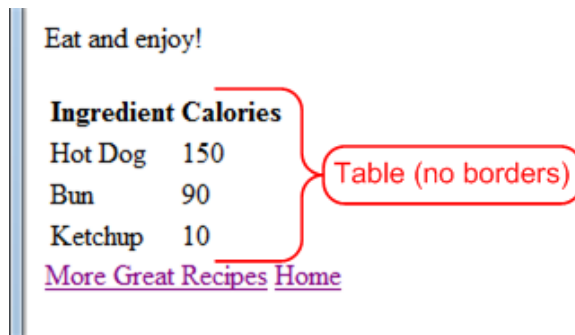 Eat and enjoy!
Ingredient Calories
Hot Dog 150
Bun 90
Ketchup 10
Table (no borders)
More Great Recipes Home